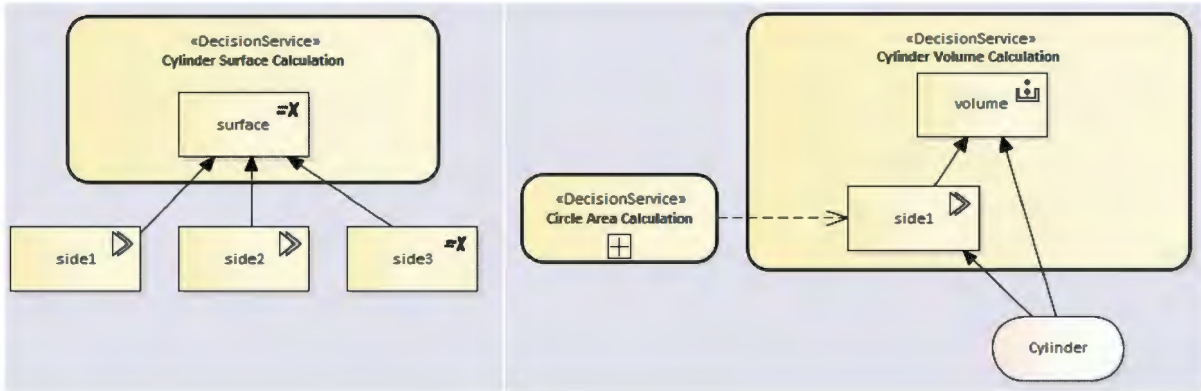 «DecisionService»
Cylinder Surface Calculation
=X
surface
side1
side2
=X
side3
«DecisionService»
Cylinder Volume Calculation
volume
«DecisionService»
Circle Area Calculation
side1
Cylinder